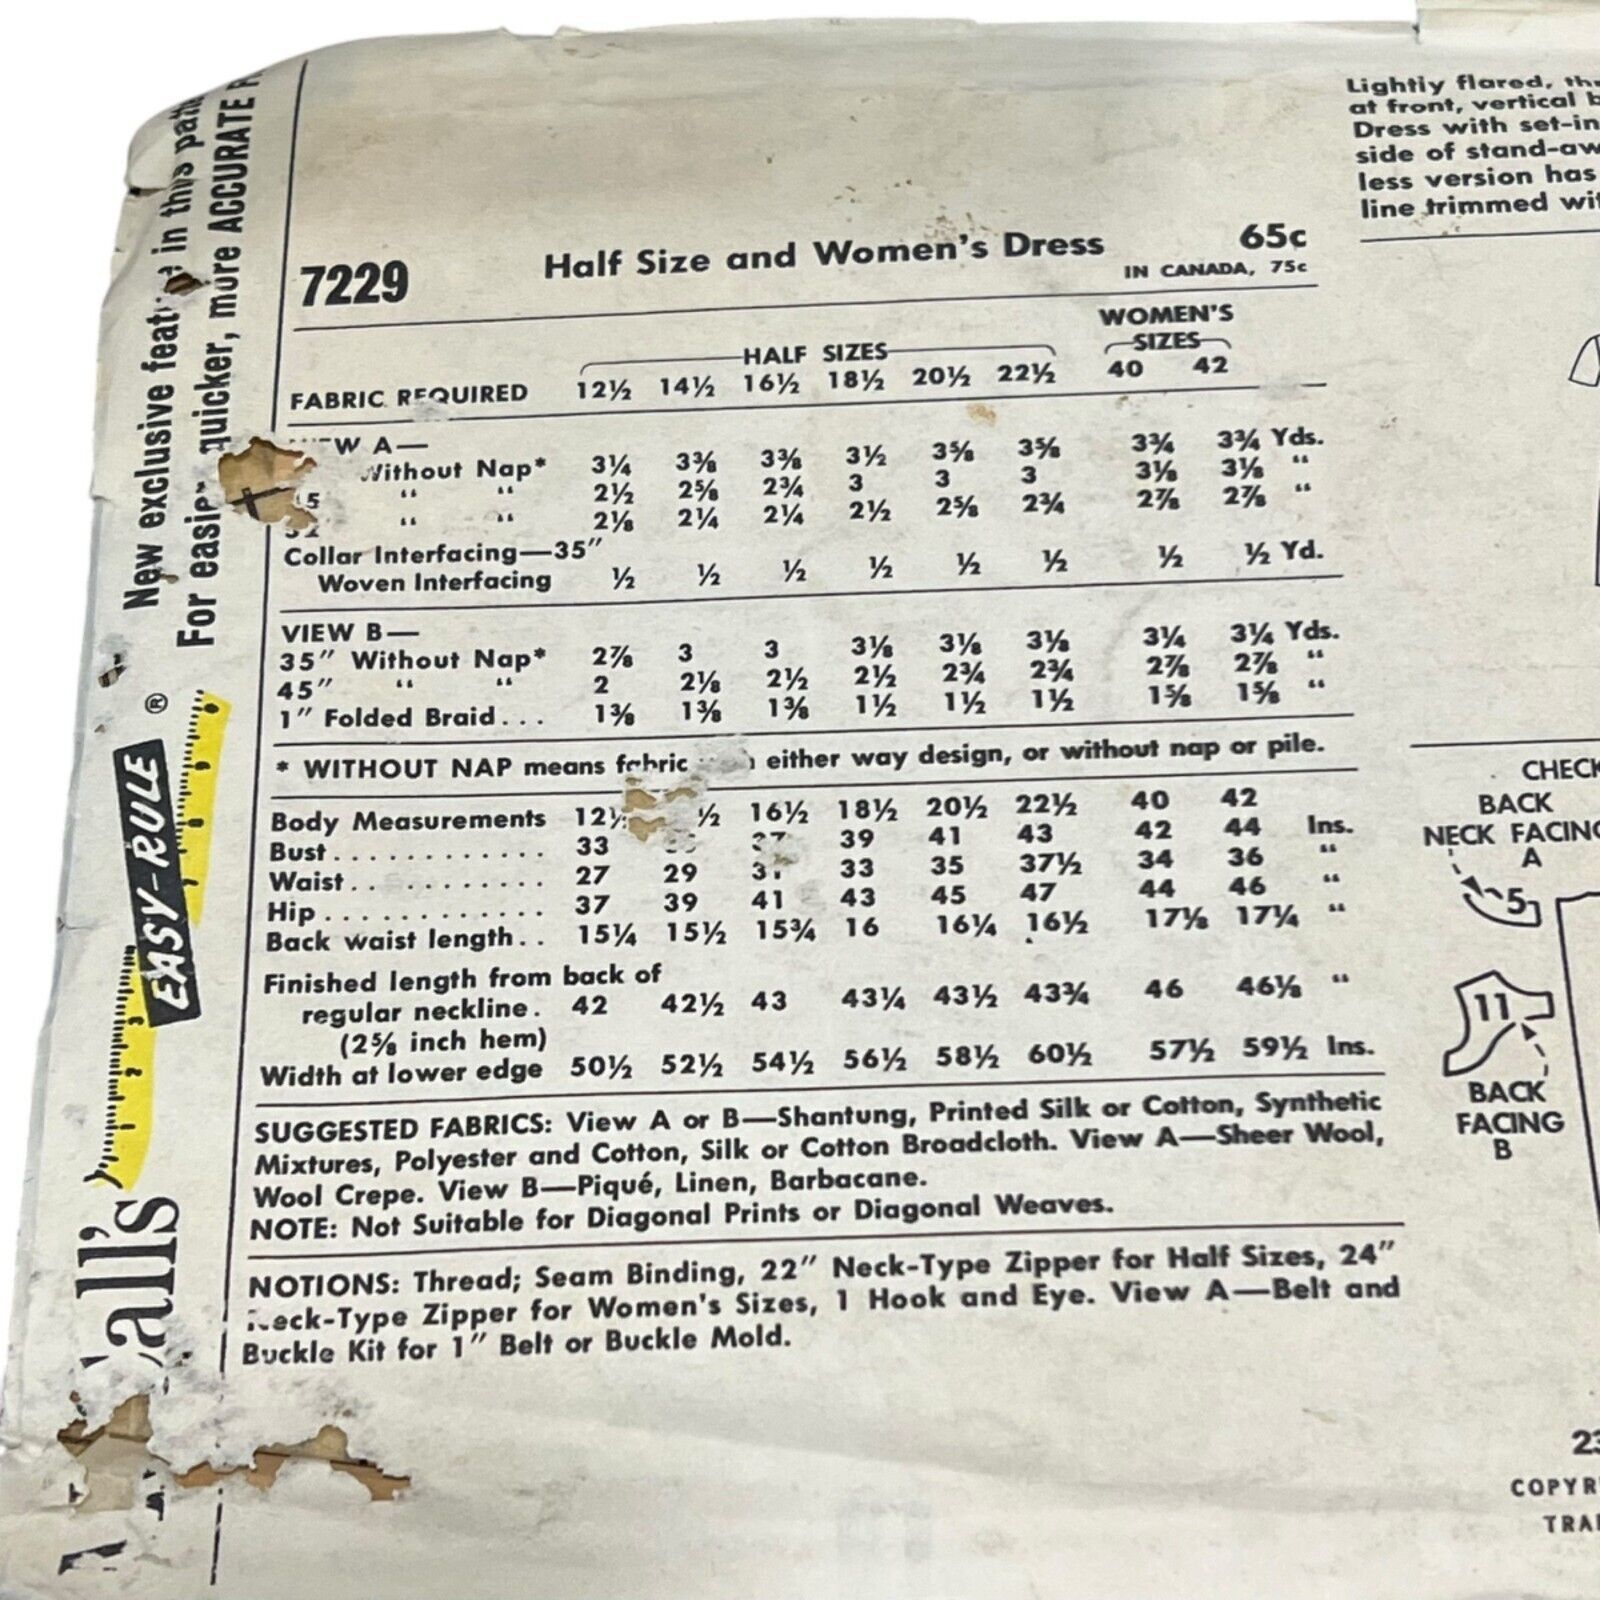 New exclusive feat in this
For quicker, more ACCURATE
EASY-RULE ®
7229 Half Size and Women's Dress 65c
IN CANADA, 75c
WOMEN'S
HALF SIZES SIZES
FABRIC REQUIRED 12½ 14½ 16½ 18½ 20½ 22½ 40 42
A—
Without Nap* 3¼ 3⅜ 3⅜ 3½ 3⅝ 3⅝ 3¾ 3¾ Yds.
" " 2½ 2⅝ 2¾ 3 3 3 3⅛ 3⅛ "
" " 2⅛ 2¼ 2¼ 2½ 2⅝ 2¾ 2⅞ 2⅞ "
Collar Interfacing—35"
Woven Interfacing ½ ½ ½ ½ ½ ½ ½ ½ Yd.
VIEW B—
35" Without Nap* 2⅞ 3 3 3⅛ 3⅛ 3⅛ 3¼ 3¼ Yds.
45" " " 2 2⅛ 2½ 2½ 2¾ 2¾ 2⅞ 2⅞ "
1" Folded Braid... 1⅜ 1⅜ 1⅜ 1½ 1½ 1½ 1⅝ 1⅝ "
* WITHOUT NAP means fabric either way design, or without nap or pile.
Body Measurements 12½ 16½ 18½ 20½ 22½ 40 42
Bust............ 33 39 41 43 42 44 Ins.
Waist........... 27 29 33 35 37½ 34 36 "
Hip............. 37 39 41 43 45 47 44 46 "
Back waist length.. 15¼ 15½ 15¾ 16 16¼ 16½ 17⅛ 17¼ "
Finished length from back of
regular neckline. 42 42½ 43 43¼ 43½ 43¾ 46 46⅛ "
(2⅝ inch hem)
Width at lower edge 50½ 52½ 54½ 56½ 58½ 60½ 57½ 59½ Ins.
SUGGESTED FABRICS: View A or B—Shantung, Printed Silk or Cotton, Synthetic
Mixtures, Polyester and Cotton, Silk or Cotton Broadcloth. View A—Sheer Wool,
Wool Crepe. View B—Piqué, Linen, Barbacane.
NOTE: Not Suitable for Diagonal Prints or Diagonal Weaves.
NOTIONS: Thread; Seam Binding, 22" Neck-Type Zipper for Half Sizes, 24"
Neck-Type Zipper for Women's Sizes, 1 Hook and Eye. View A—Belt and
Buckle Kit for 1" Belt or Buckle Mold.
Lightly flared,
at front, vertical
Dress with set-in
side of
less version has
line trimmed
CHECK
BACK
NECK FACING
A
5
11
BACK
FACING
B